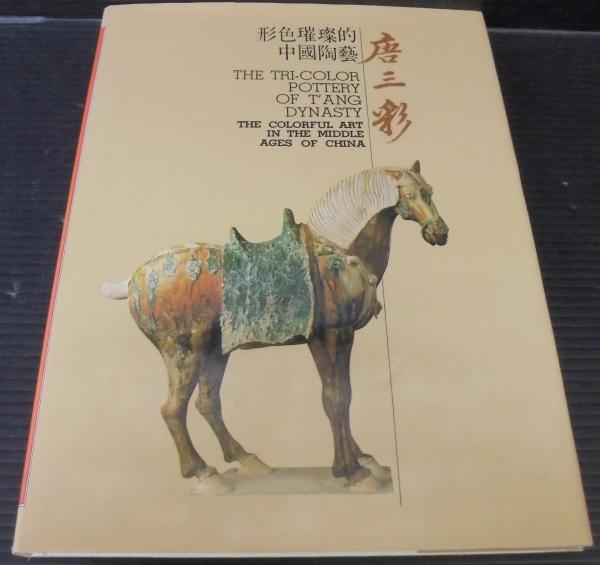 唐三彩
形色璀璨的
中國陶藝
THE TRI-COLOR
POTTERY
OF T'ANG
DYNASTY
THE COLORFUL ART
IN THE MIDDLE
AGES OF CHINA